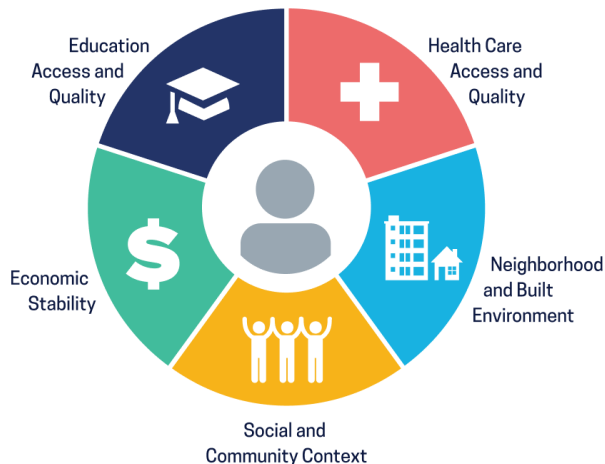 Education
Access and
Quality
Health Care
Access and
Quality
$
Economic
Stability
Neighborhood
and Built
Environment
Social and
Community Context